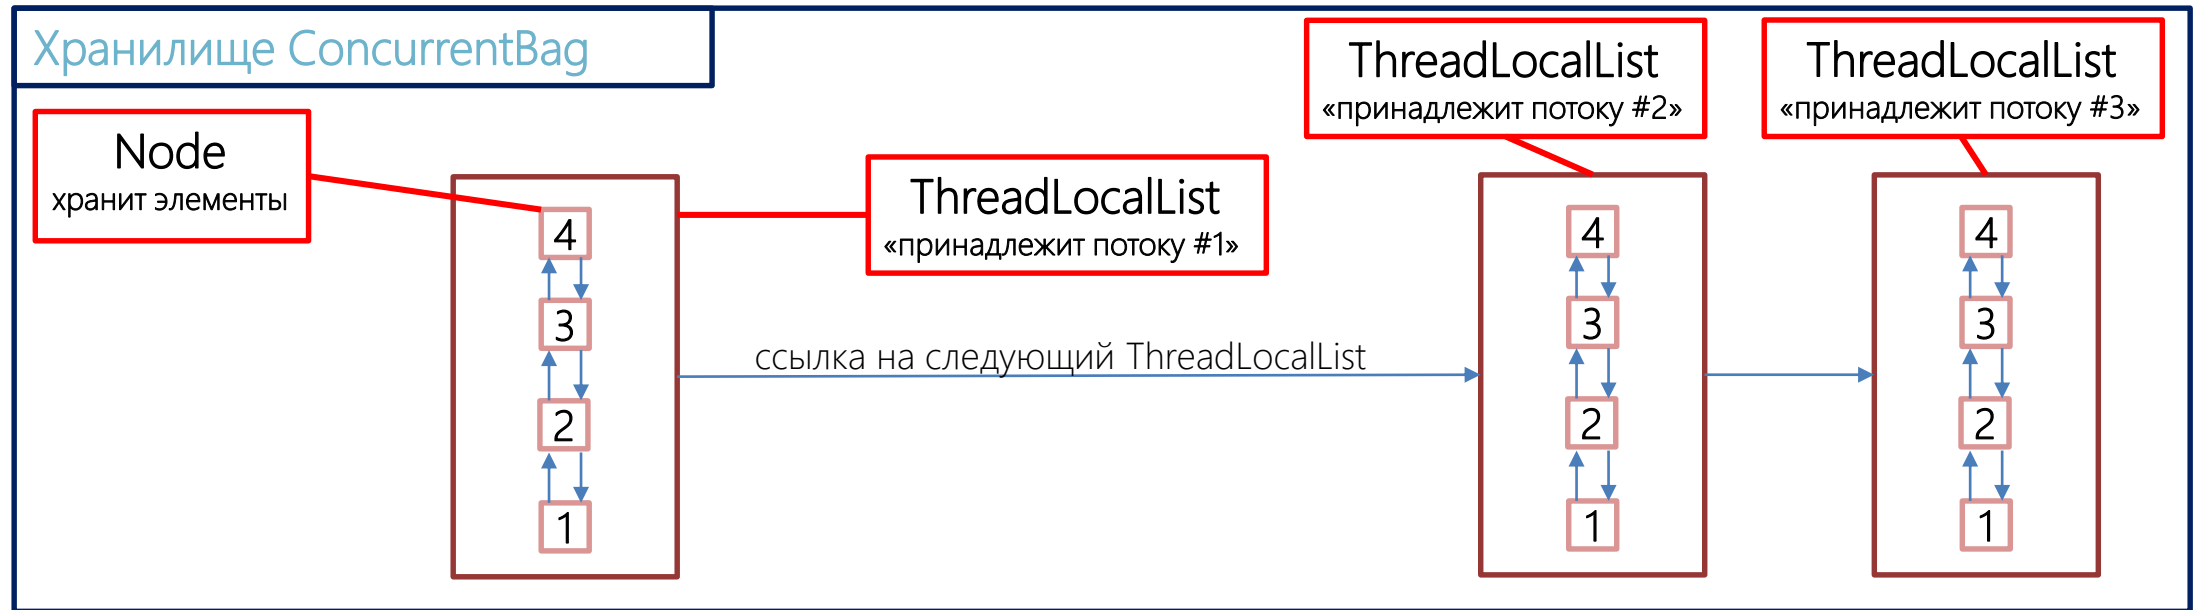 Хранилище ConcurrentBag
Node
хранит элементы
ThreadLocalList
«принадлежит потоку #1»
ThreadLocalList
«принадлежит потоку #2»
ThreadLocalList
«принадлежит потоку #3»
4
3
2
1
ссылка на следующий ThreadLocalList
4
3
2
1
4
3
2
1